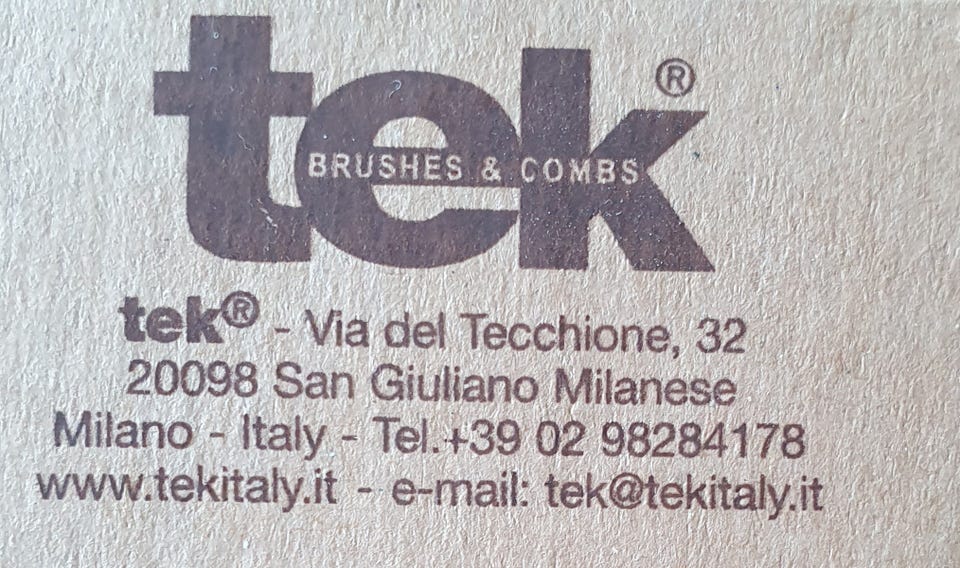 tek®
BRUSHES & COMBS
tek® - Via del Tecchione, 32
20098 San Giuliano Milanese
Milano - Italy - Tel.+39 02 98284178
www.tekitaly.it - e-mail: tek@tekitaly.it